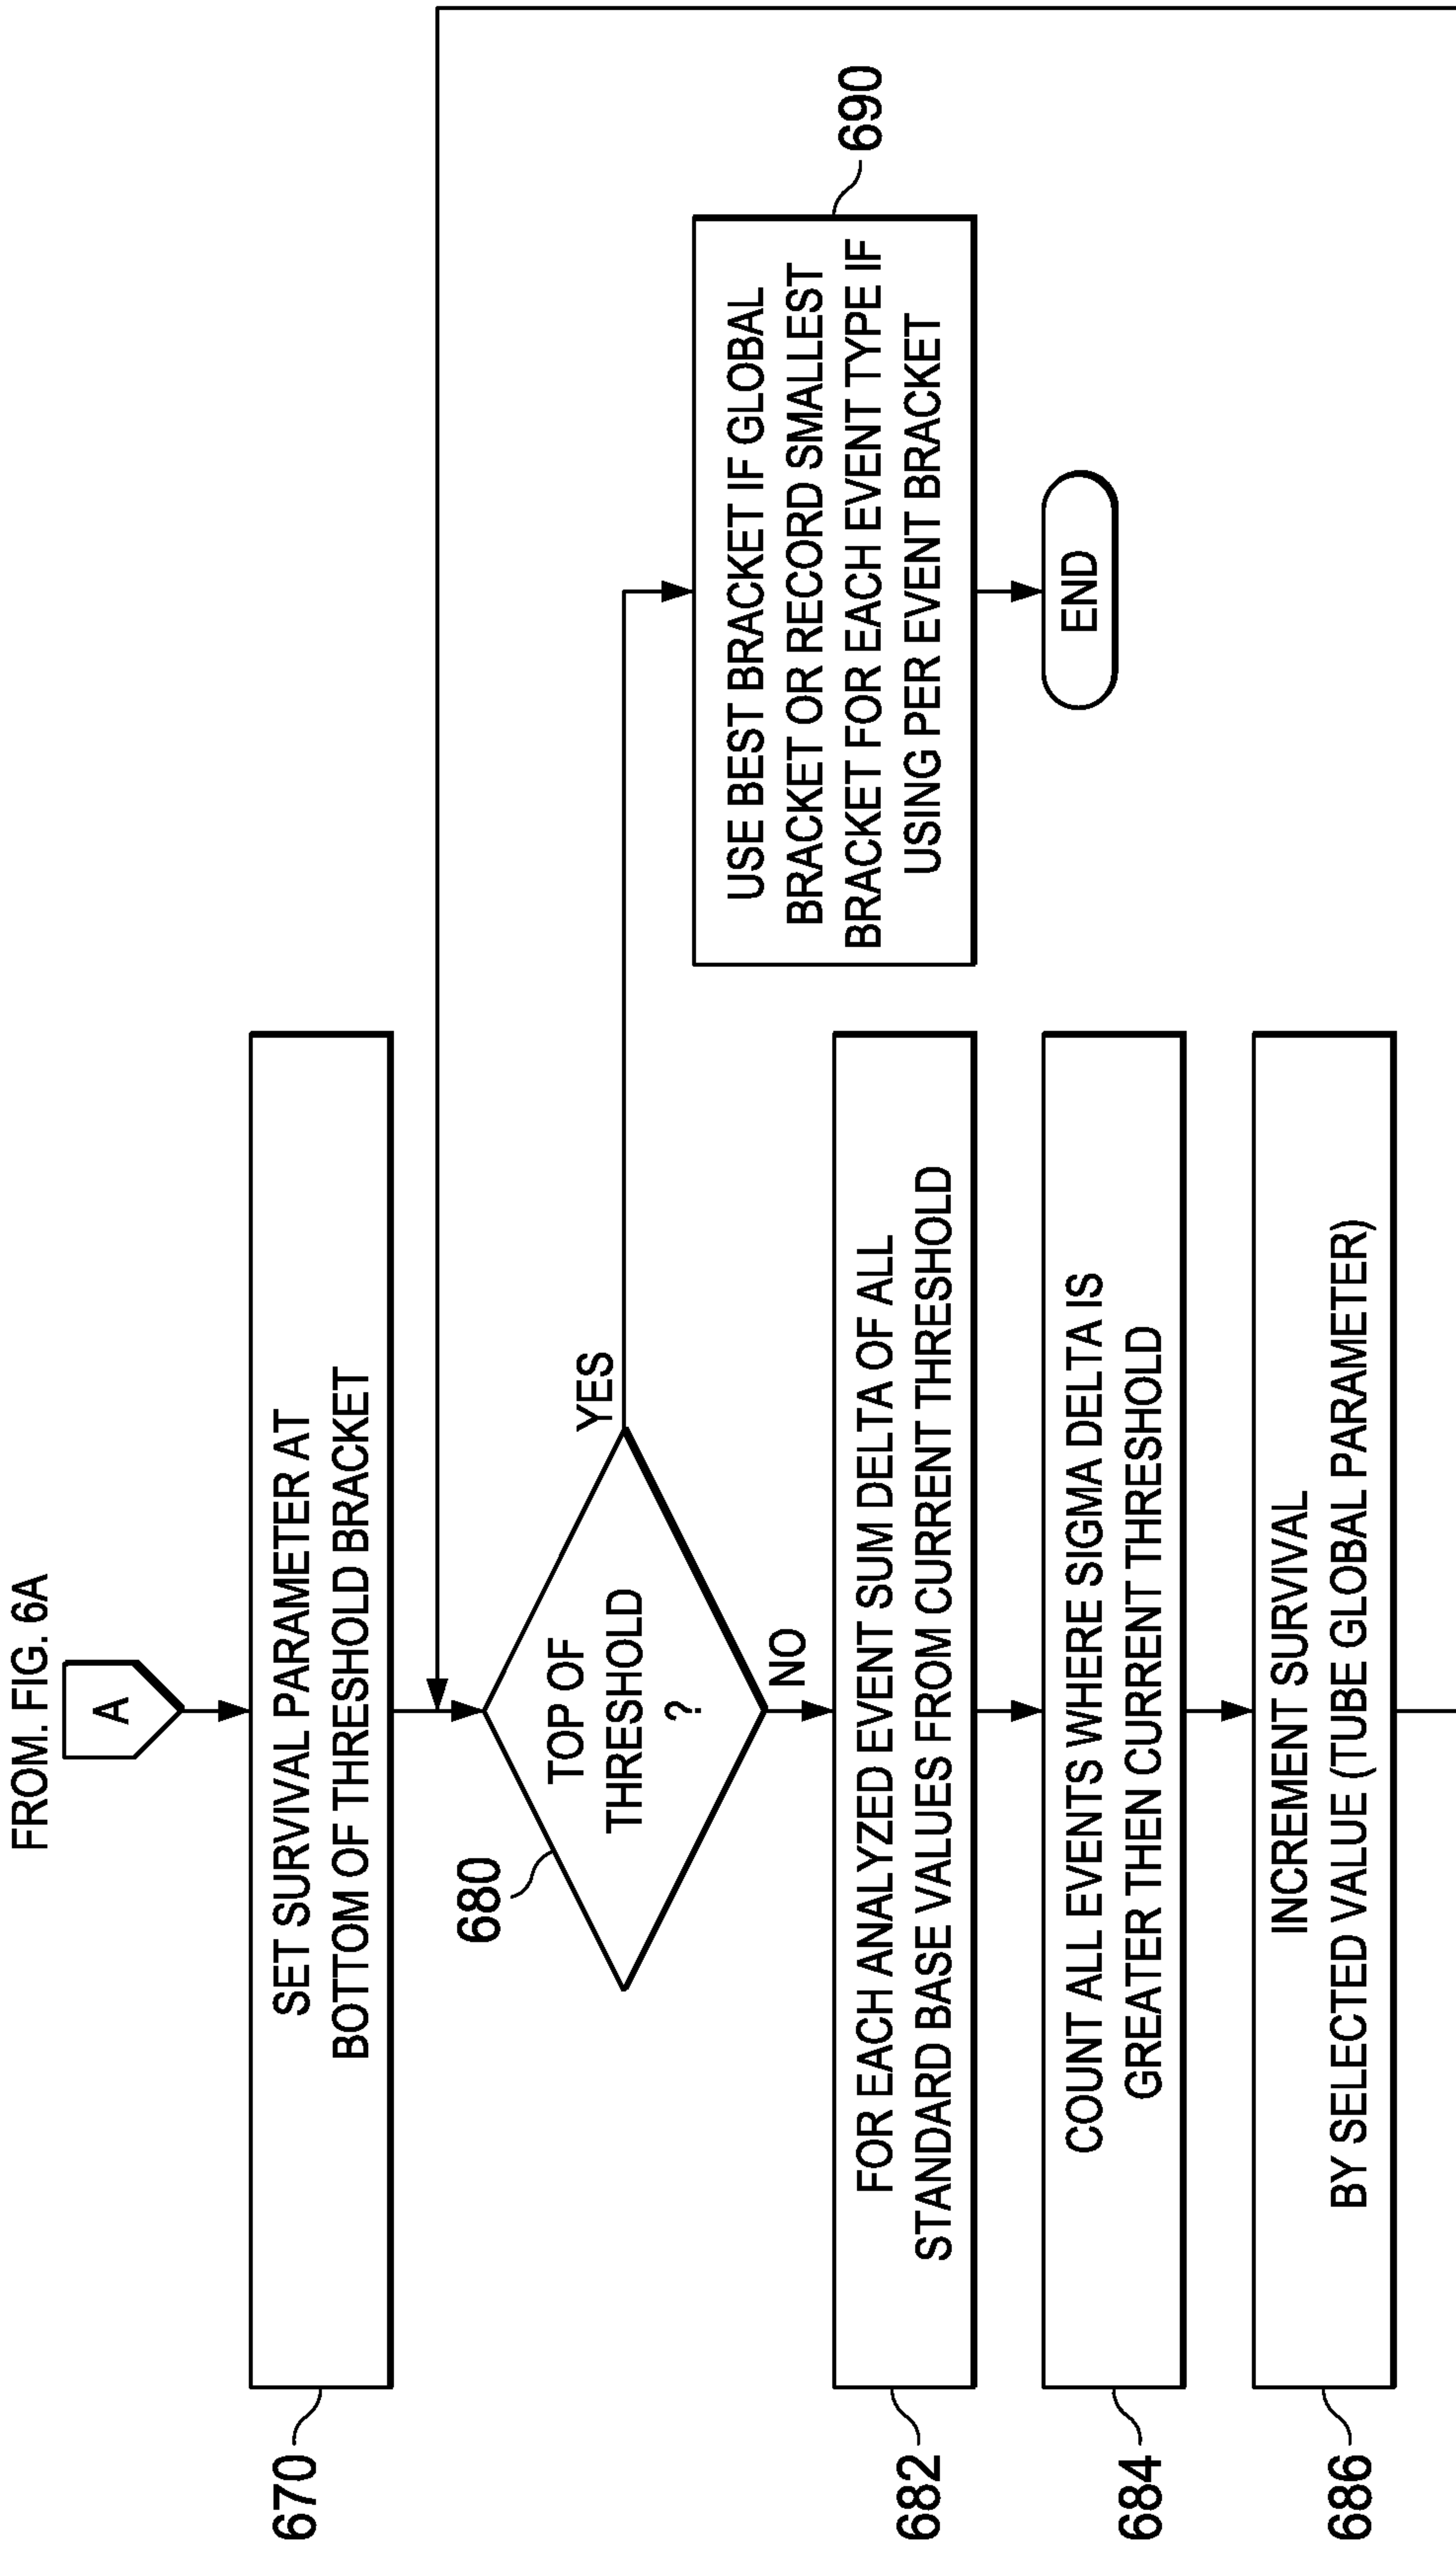 FROM. FIG. 6A
A
SET SURVIVAL PARAMETER AT
BOTTOM OF THRESHOLD BRACKET
670
680
TOP OF
THRESHOLD
?
YES
NO
USE BEST BRACKET IF GLOBAL
BRACKET OR RECORD SMALLEST
BRACKET FOR EACH EVENT TYPE IF
USING PER EVENT BRACKET
690
END
FOR EACH ANALYZED EVENT SUM DELTA OF ALL
STANDARD BASE VALUES FROM CURRENT THRESHOLD
682
COUNT ALL EVENTS WHERE SIGMA DELTA IS
GREATER THEN CURRENT THRESHOLD
684
INCREMENT SURVIVAL
BY SELECTED VALUE (TUBE GLOBAL PARAMETER)
686